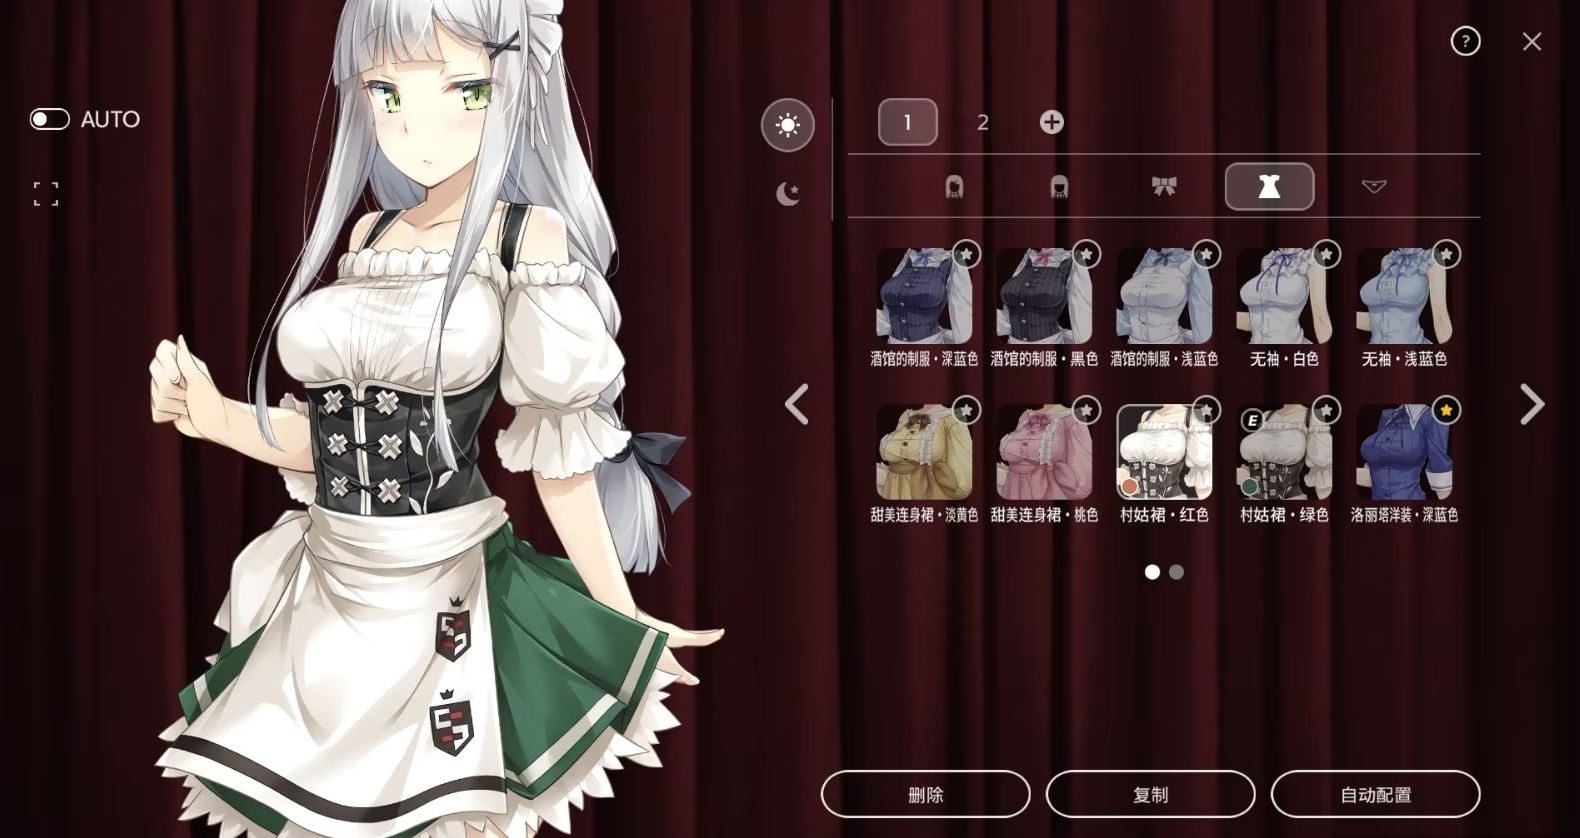 ?
AUTO
1 2
酒馆的制服・深蓝色 酒馆的制服・黑色 酒馆的制服・浅蓝色 无袖・白色 无袖・浅蓝色
E
甜美连身裙・淡黄色 甜美连身裙・桃色 村姑裙・红色 村姑裙・绿色 洛丽塔洋装・深蓝色
删除 复制 自动配置